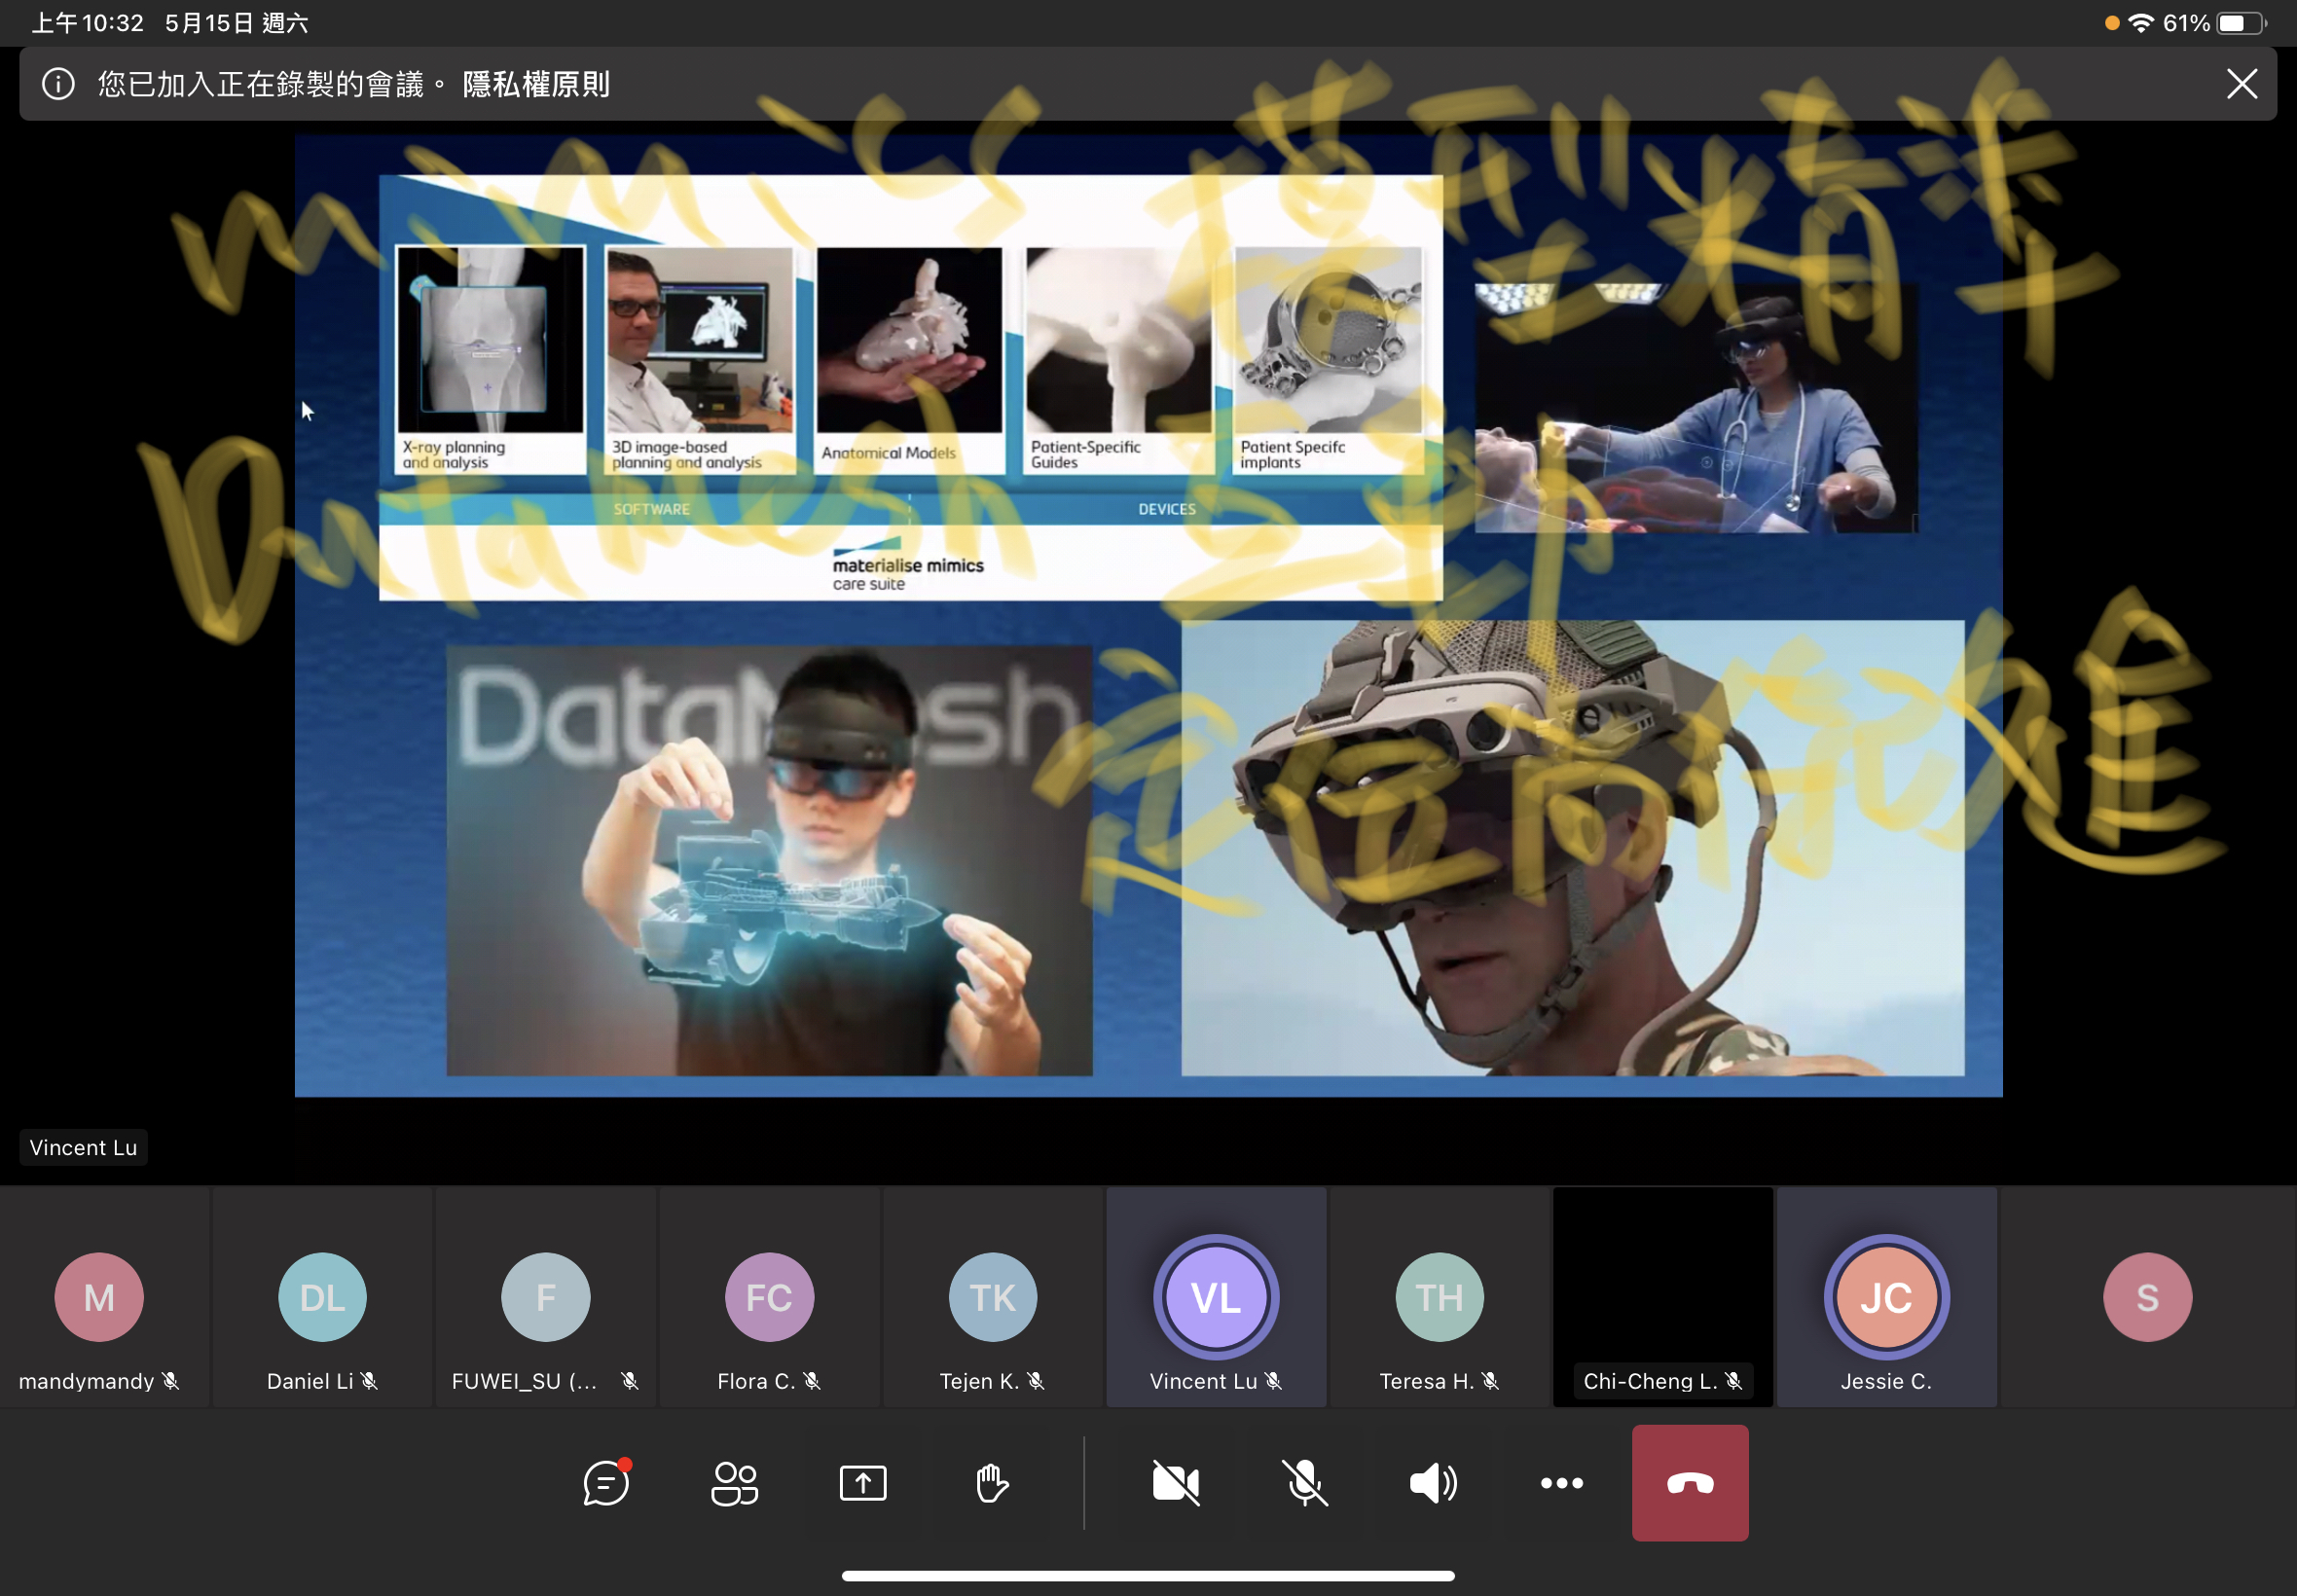 上午10:32 5月15日 週六
61%
您已加入正在錄製的會議。 隱私權原則
mimics 模型精準
X-ray planning
and analysis
3D image-based
planning and analysis
Anatomical Models
Patient-Specific
Guides
Patient Specifc
implants
DataMesh 互動
SOFTWARE
DEVICES
materialise mimics
care suite
DataMesh
定位
進
Vincent Lu
M
DL
F
FC
TK
VL
TH
JC
S
mandymandy
Daniel Li
FUWEI_SU (...
Flora C.
Tejen K.
Vincent Lu
Teresa H.
Chi-Cheng L.
Jessie C.